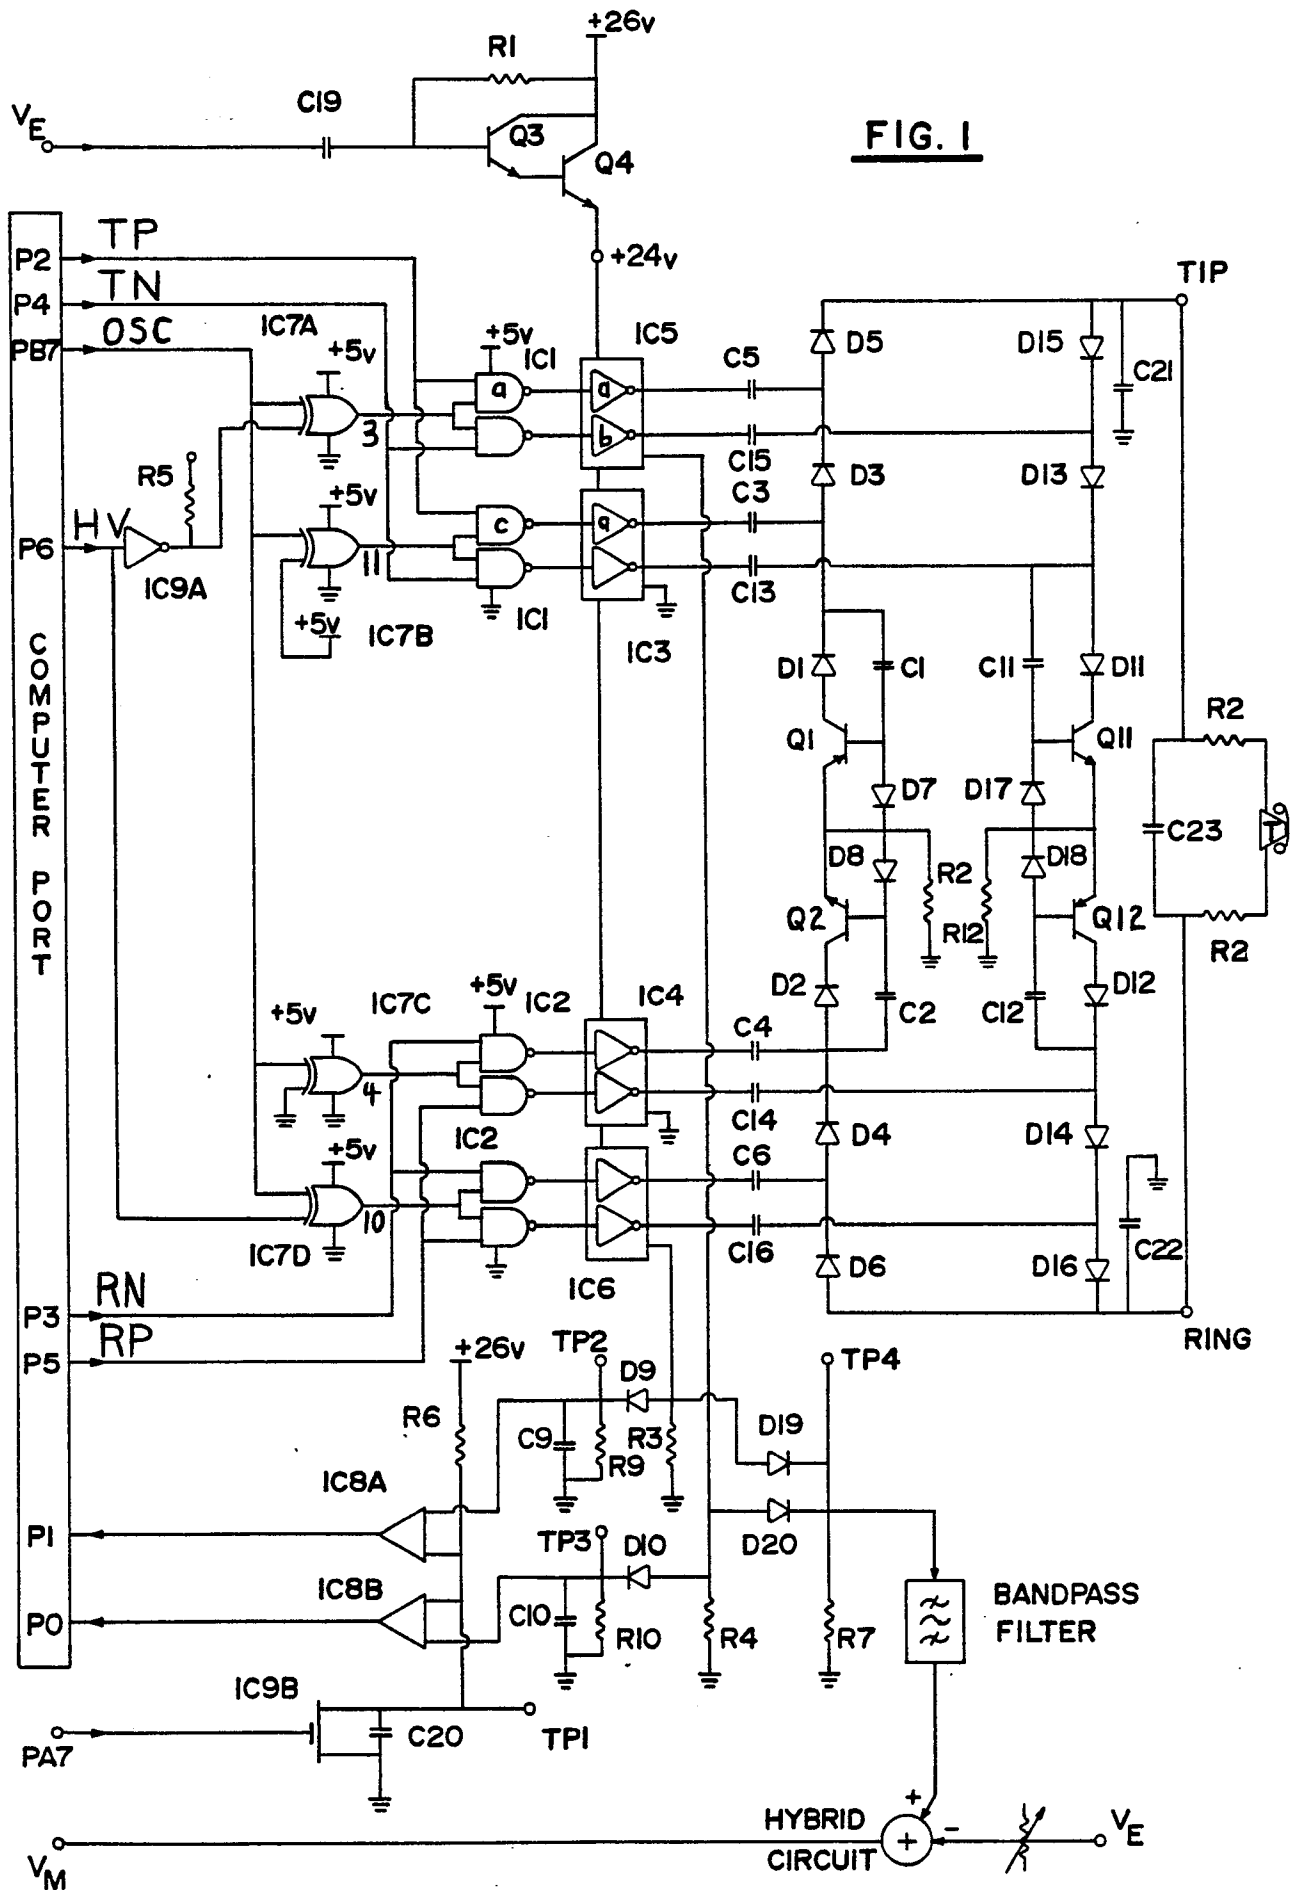 +26v
R1
C19
VE
Q3
Q4
FIG. 1
+24v
TIP
P2
TP
P4
TN
PB7
OSC
IC7A
+5v
+5v
IC1
IC5
a
a
b
3
C5
D5
D15
C21
C15
R5
+5v
C3
D3
D13
P6
HV
IC9A
11
c
a
C13
+5v
IC7B
IC1
IC3
COMPUTER PORT
D1
C1
C11
D11
R2
Q1
Q11
D7
D17
C23
T
D8
D18
R2
Q2
R12
Q12
R2
D2
C2
C12
D12
+5v
IC7C
+5v
IC2
IC4
C4
4
C14
IC2
D4
D14
+5v
C6
10
IC7D
C16
IC6
D6
D16
C22
P3
RN
P5
RP
RING
+26v
TP2
D9
TP4
R6
C9
R9
R3
D19
IC8A
P1
TP3
D10
D20
IC8B
P0
C10
R10
R4
R7
BANDPASS
FILTER
IC9B
PA7
C20
TP1
+
HYBRID
CIRCUIT
+
-
VE
VM